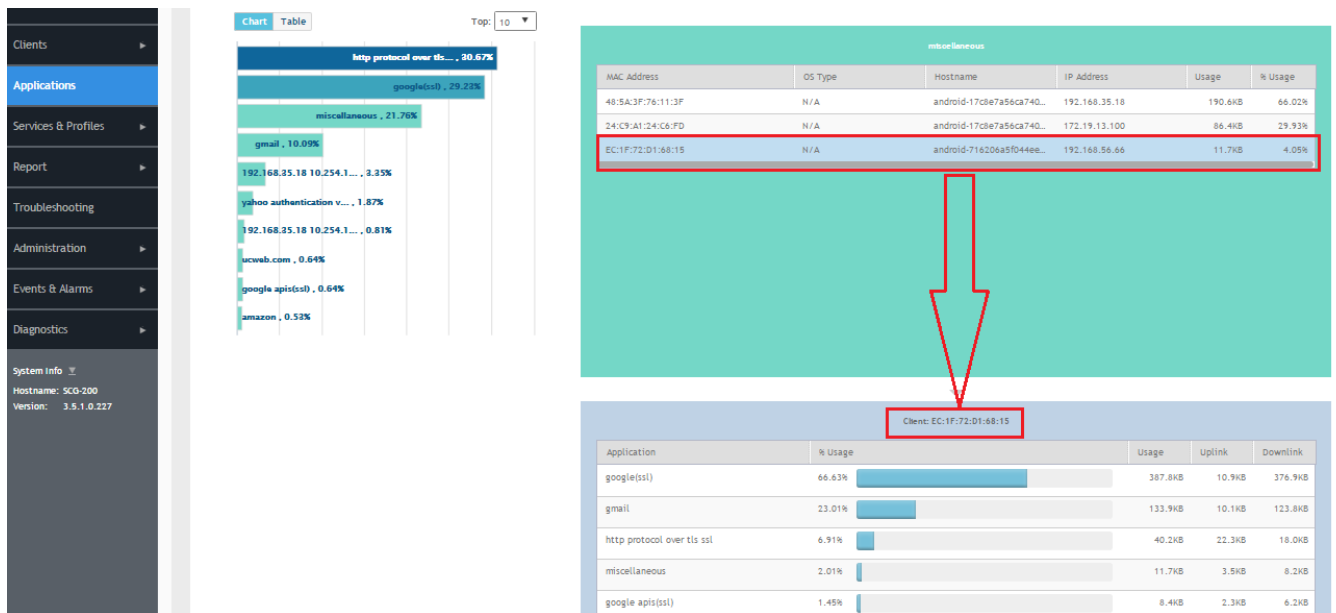 Clients
Applications
Services & Profiles
Report
Troubleshooting
Administration
Events & Alarms
Diagnostics
System Info
Hostname: SCG-200
Version: 3.5.1.0.227
Chart Table Top: 10
http protocol over tls... , 30.67%
google(ssl) , 29.23%
miscellaneous , 21.76%
gmail , 10.09%
192.168.35.18 10.254.1... , 3.35%
yahoo authentication v... , 1.87%
192.168.35.18 10.254.1... , 0.81%
ucweb.com , 0.64%
google apis(ssl) , 0.64%
amazon , 0.53%
miscellaneous
MAC Address OS Type Hostname IP Address Usage % Usage
48:5A:3F:76:11:3F N/A android-17c8e7a56ca740... 192.168.35.18 190.6KB 66.02%
24:C9:A1:24:C6:FD N/A android-17c8e7a56ca740... 172.19.13.100 86.4KB 29.93%
EC:1F:72:D1:68:15 N/A android-716206a5f044ee... 192.168.56.66 11.7KB 4.05%
Client: EC:1F:72:D1:68:15
Application % Usage Usage Uplink Downlink
google(ssl) 66.63% 387.8KB 10.9KB 376.9KB
gmail 23.01% 133.9KB 10.1KB 123.8KB
http protocol over tls ssl 6.91% 40.2KB 22.3KB 18.0KB
miscellaneous 2.01% 11.7KB 3.5KB 8.2KB
google apis(ssl) 1.45% 8.4KB 2.3KB 6.2KB